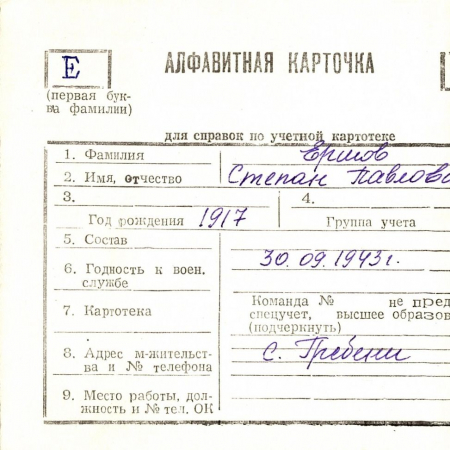 Е
АЛФАВИТНАЯ КАРТОЧКА
(первая бук-
ва фамилии)
для справок по учетной картотеке
1. Фамилия Ершов
2. Имя, отчество Степан Павлови
3. 4.
Год рождения 1917 Группа учета
5. Состав
6. Годность к воен. 30.09.1943г.
службе
7. Картотека
Команда № не пред
спецучет, высшее образов
(подчеркнуть)
8. Адрес м-жительст- с. Гребени
ва и № телефона
9. Место работы, дол-
жность и № тел. ОК